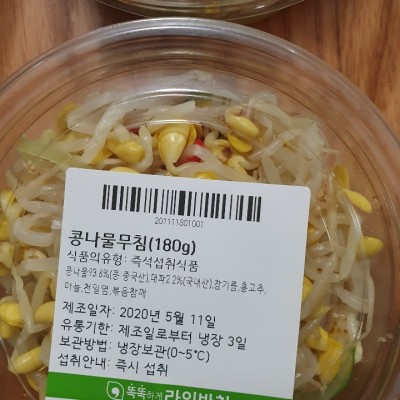 201111801001
콩나물무침(180g)
식품의유형: 즉석섭취식품
콩나물93.6%(콩:중국산),대파2.2%(국내산),참기름,홍고추,
마늘,천일염,볶음참깨
제조일자: 2020년 5월 11일
유통기한: 제조일로부터 냉장 3일
보관방법: 냉장보관(0~5℃)
섭취안내: 즉시 섭취
똑똑하게